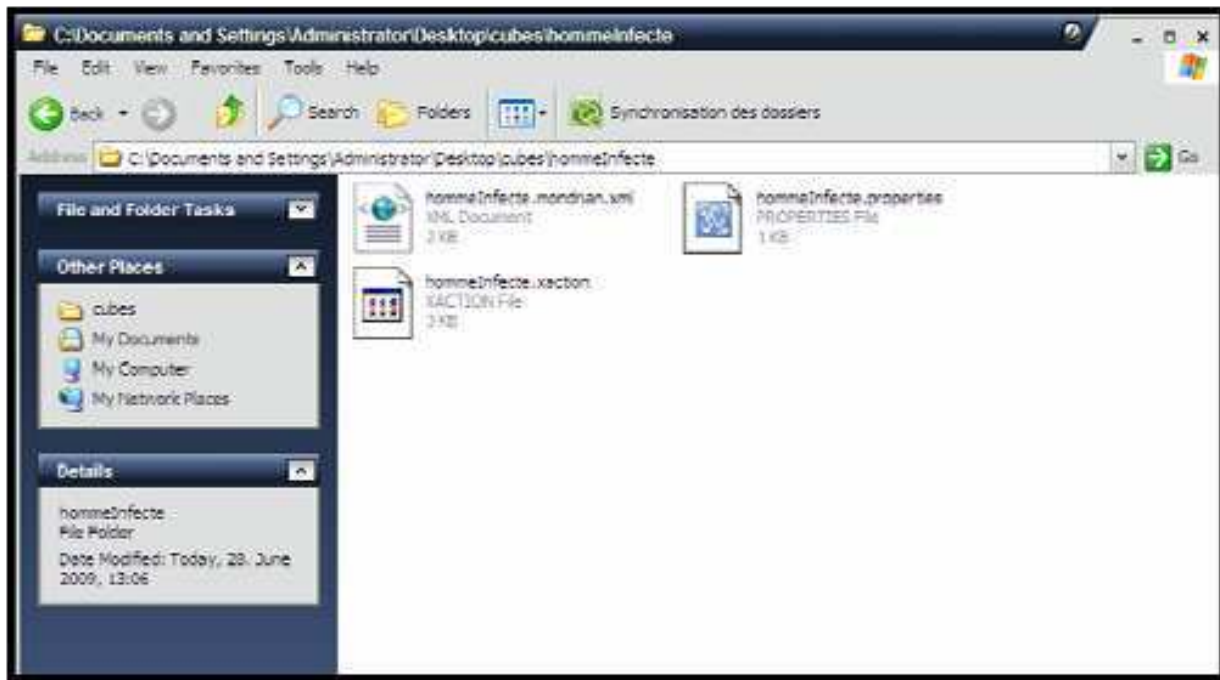 C:\Documents and Settings\Administrator\Desktop\cubes\hommeInfecte
File Edit View Favorites Tools Help
Back Search Folders Synchronisation des dossiers
Address C:\Documents and Settings\Administrator\Desktop\cubes\hommeInfecte Go
File and Folder Tasks
Other Places
cubes
My Documents
My Computer
My Network Places
Details
hommeInfecte
File Folder
Date Modified: Today, 28. June
2009, 13:06
hommeInfecte.mondrian.xml
XML Document
2 KB
hommeInfecte.properties
PROPERTIES File
1 KB
hommeInfecte.xaction
XACTION File
3 KB